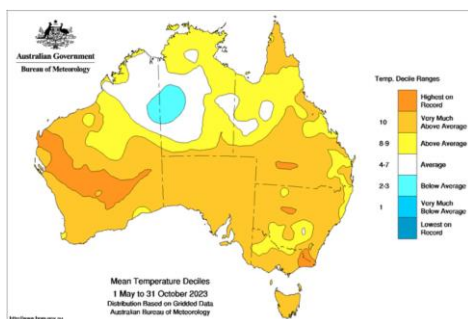 Australian Government
Bureau of Meteorology
Temp. Decile Ranges
Highest on
Record
10
Very Much
Above Average
8-9
Above Average
4-7
Average
2-3
Below Average
1
Very Much
Below Average
Lowest on
Record
Mean Temperature Deciles
1 May to 31 October 2023
Distribution Based on Gridded Data
Australian Bureau of Meteorology